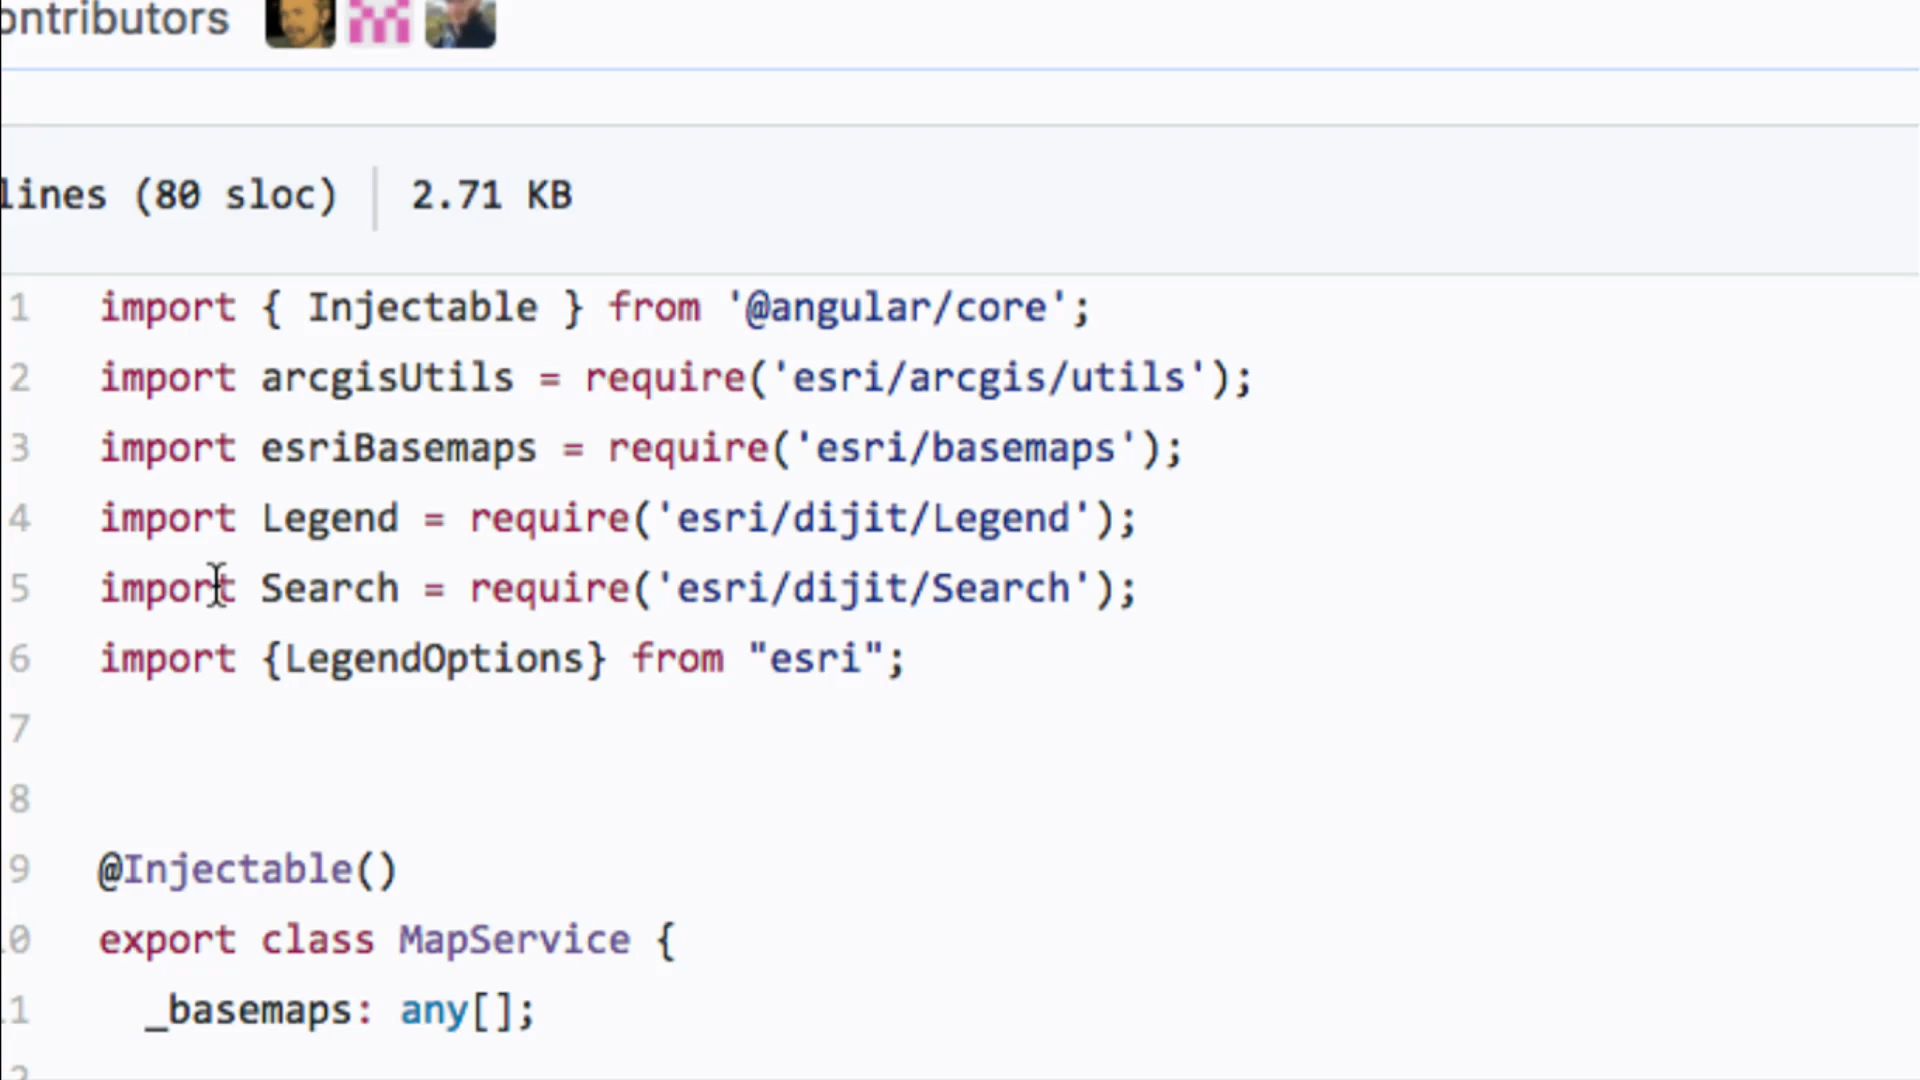 ontributors
lines (80 sloc) 2.71 KB
1 import { Injectable } from '@angular/core';
2 import arcgisUtils = require('esri/arcgis/utils');
3 import esriBasemaps = require('esri/basemaps');
4 import Legend = require('esri/dijit/Legend');
5 import Search = require('esri/dijit/Search');
6 import {LegendOptions} from "esri";
7
8
9 @Injectable()
0 export class MapService {
1 _basemaps: any[];
2